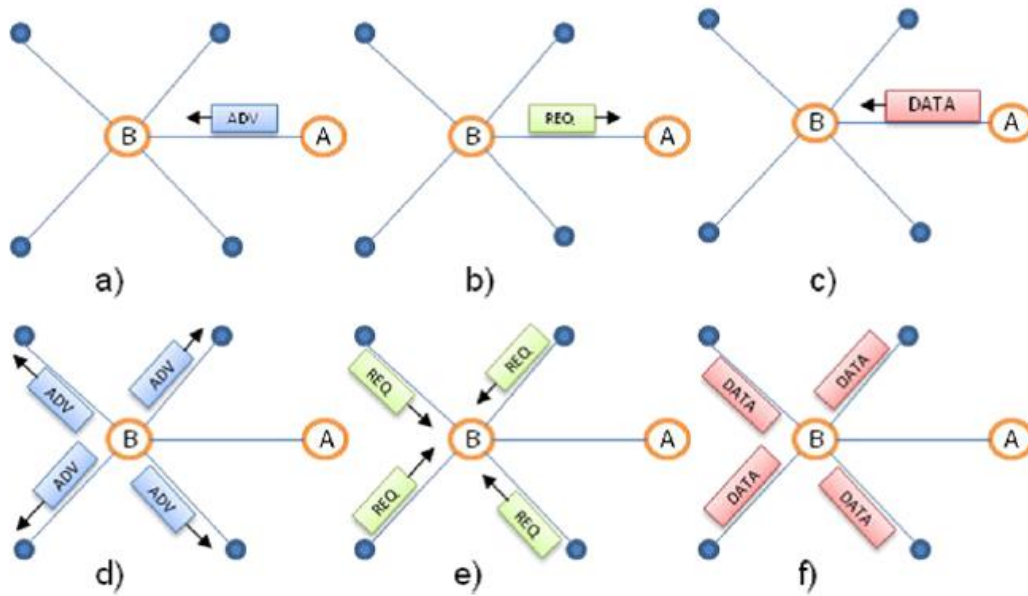 ADV
B
A
a)
REQ
B
A
b)
DATA
B
A
c)
ADV
ADV
B
A
ADV
ADV
d)
REQ
REQ
B
A
REQ
REQ
e)
DATA
DATA
B
A
DATA
DATA
f)